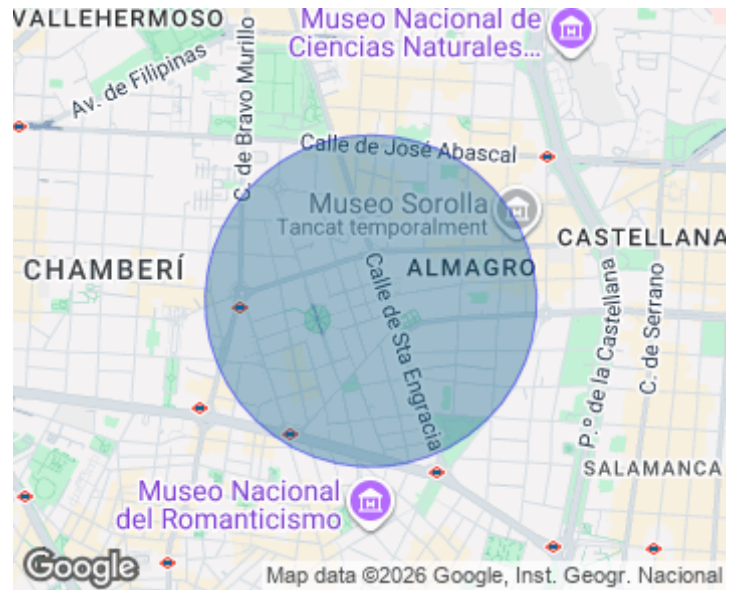 VALLEHERMOSO
Museo Nacional de
Ciencias Naturales...
Av. de Filipinas
C. de Bravo Murillo
Calle de José Abascal
Museo Sorolla
Tancat temporalment
CASTELLANA
CHAMBERÍ
ALMAGRO
Calle de Sta Engracia
P.º de la Castellana
C. de Serrano
SALAMANCA
Museo Nacional
del Romanticismo
Google
Map data ©2026 Google, Inst. Geogr. Nacional